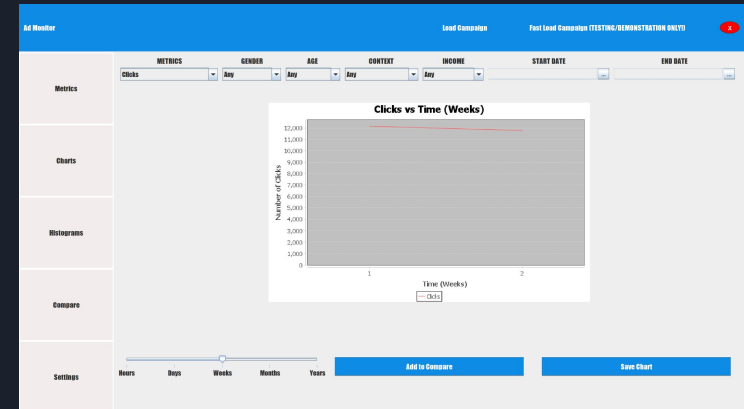 Ad Monitor
Load Campaign
Fast Load Campaign (TESTING/DEMONSTRATION ONLY!)
X
METRICS GENDER AGE CONTEXT INCOME START DATE END DATE
Clicks Any Any Any Any ... ...
Metrics
Charts
Histograms
Compare
Settings
Clicks vs Time (Weeks)
12,000
11,000
10,000
9,000
8,000
7,000
6,000
5,000
4,000
3,000
2,000
1,000
0
Number of Clicks
1 2
Time (Weeks)
Clicks
Hours Days Weeks Months Years
Add to Compare
Save Chart